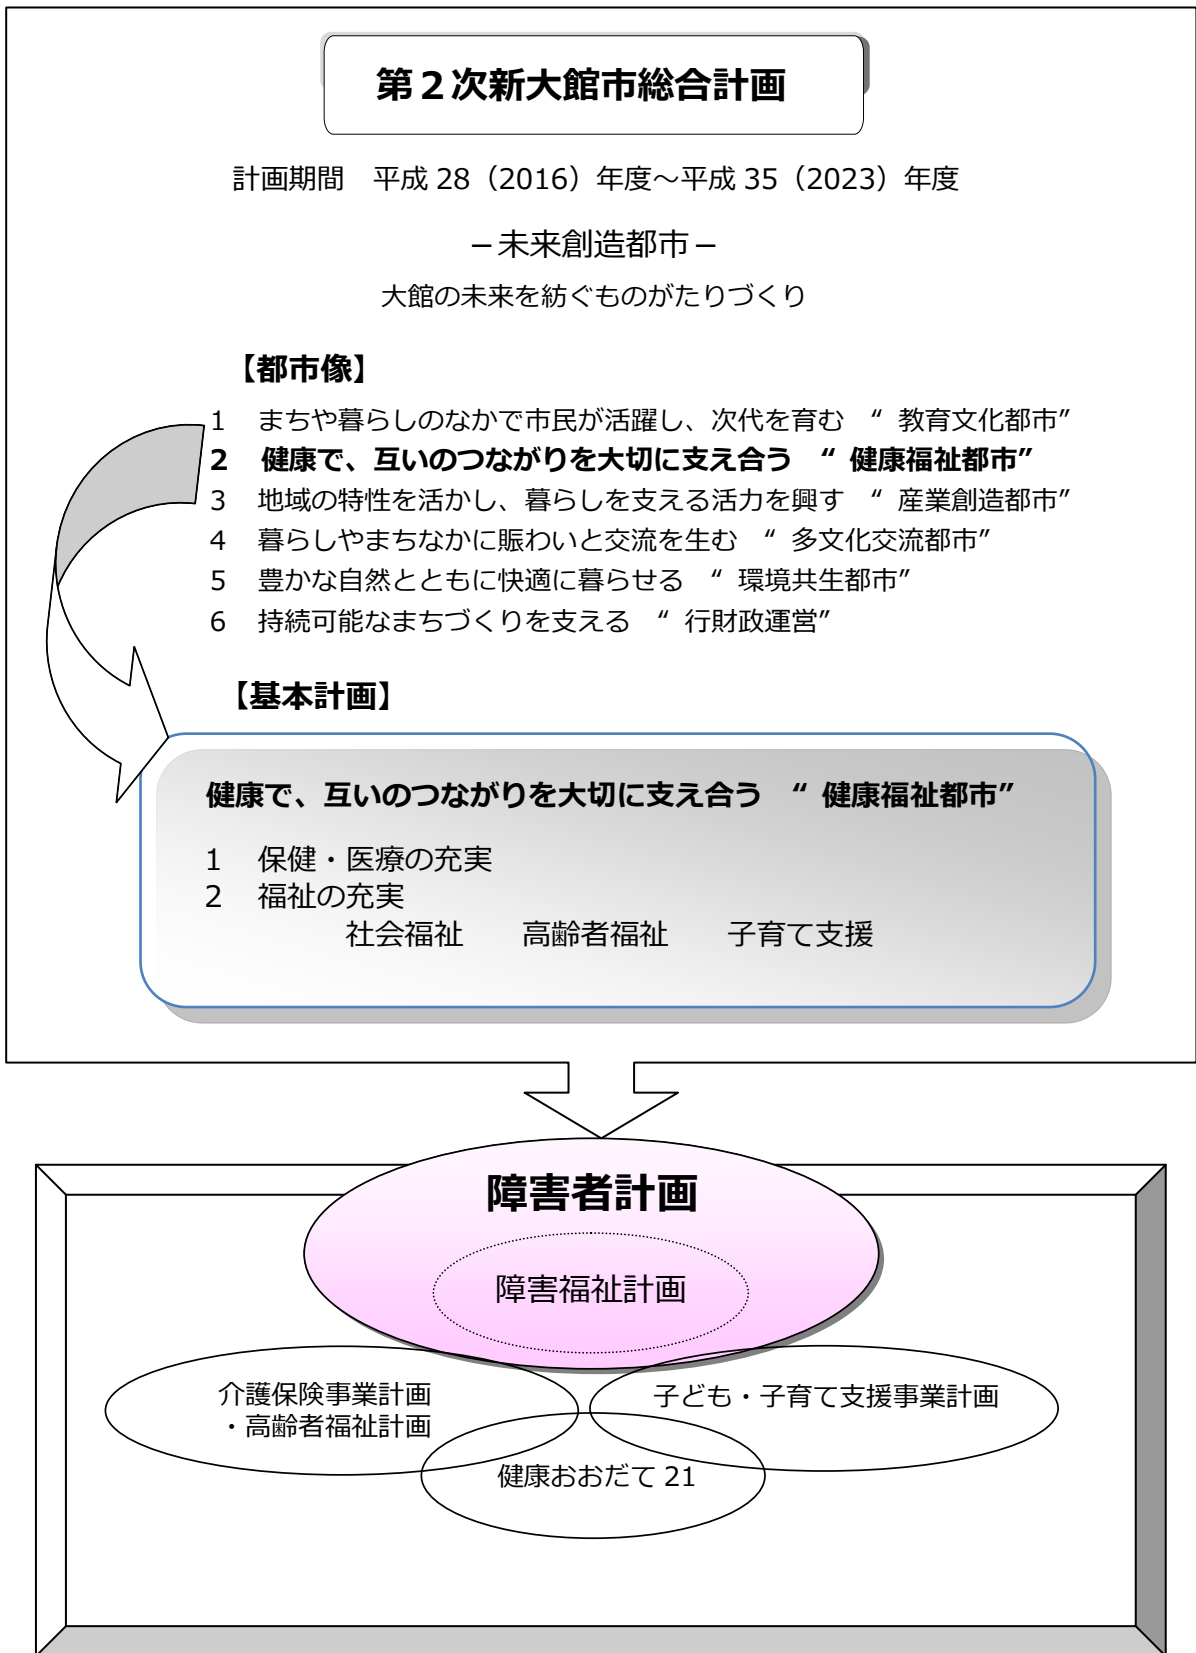 第２次新大館市総合計画
計画期間　平成 28（2016）年度～平成 35（2023）年度
– 未来創造都市 –
大館の未来を紡ぐものがたりづくり
【都市像】
1　まちや暮らしのなかで市民が活躍し、次代を育む　“ 教育文化都市”
2　健康で、互いのつながりを大切に支え合う　“ 健康福祉都市”
3　地域の特性を活かし、暮らしを支える活力を興す　“ 産業創造都市”
4　暮らしやまちなかに賑わいと交流を生む　“ 多文化交流都市”
5　豊かな自然とともに快適に暮らせる　“ 環境共生都市”
6　持続可能なまちづくりを支える　“ 行財政運営”
【基本計画】
健康で、互いのつながりを大切に支え合う　“ 健康福祉都市”
1　保健・医療の充実
2　福祉の充実
社会福祉　　高齢者福祉　　子育て支援
障害者計画
障害福祉計画
介護保険事業計画
・高齢者福祉計画
子ども・子育て支援事業計画
健康おおだて 21